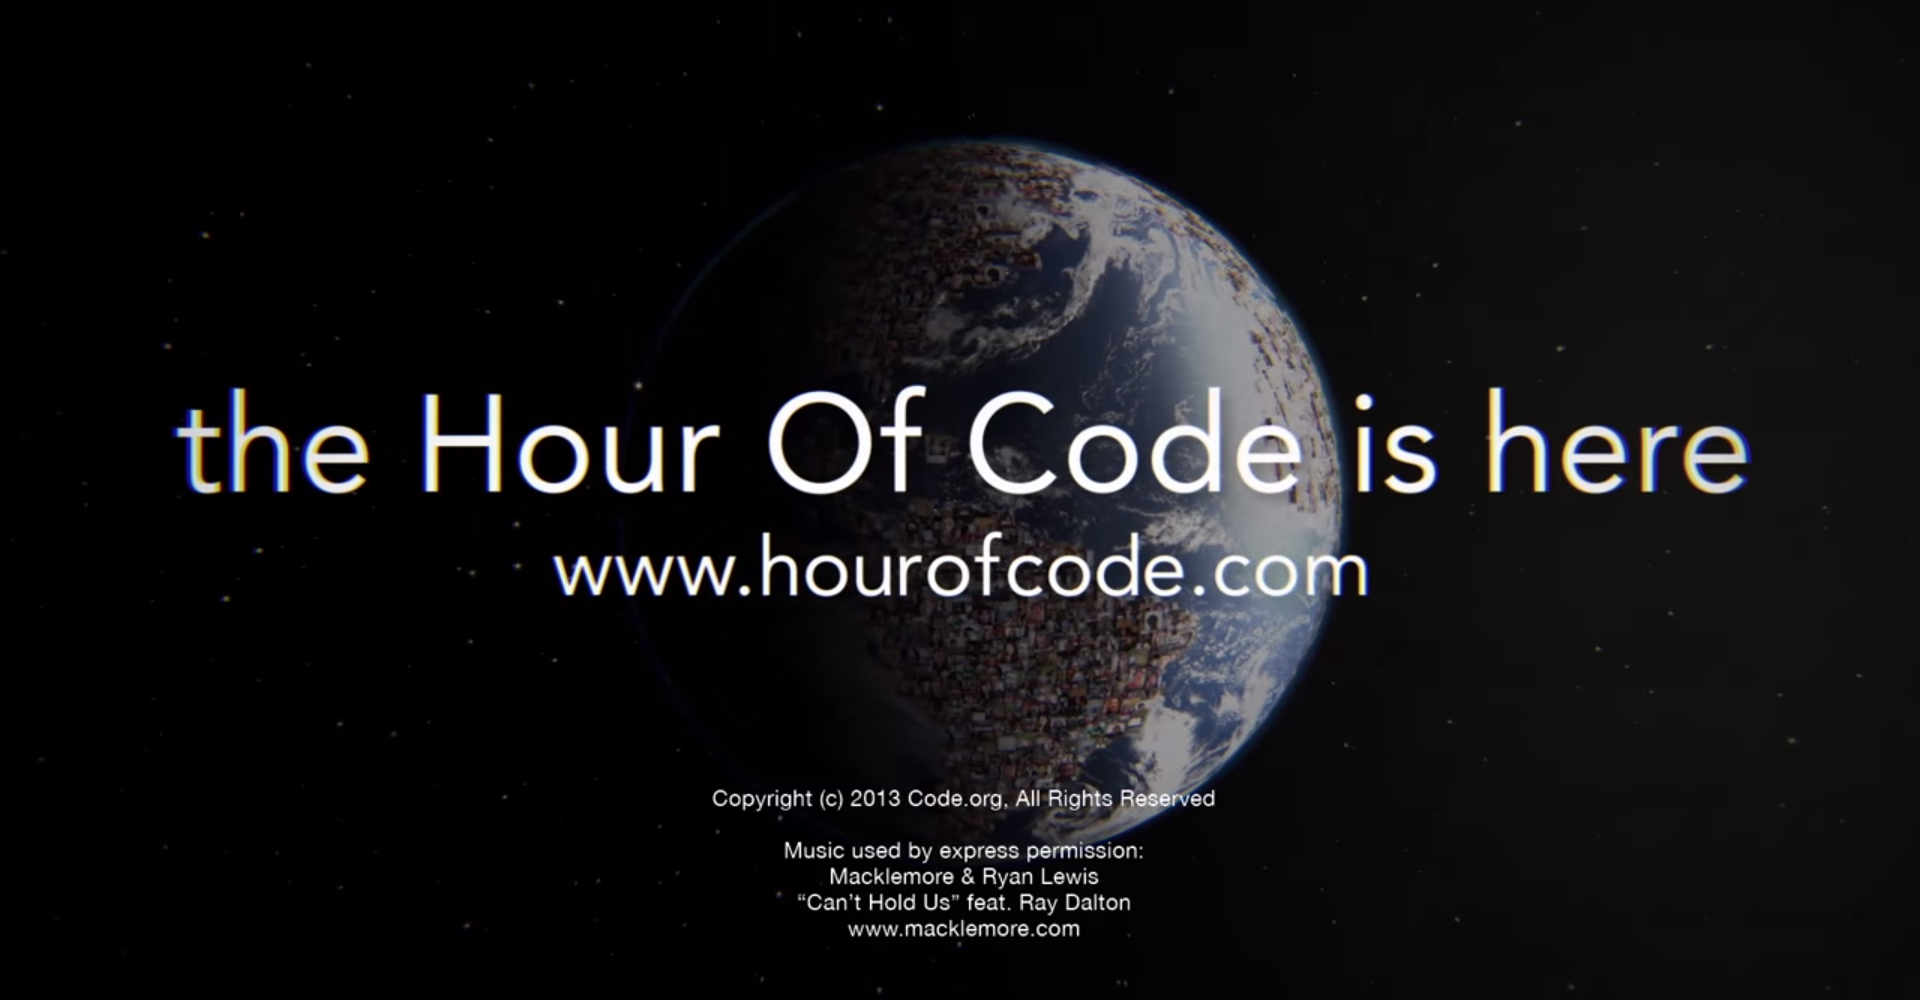 the Hour Of Code is here
www.hourofcode.com
Copyright (c) 2013 Code.org, All Rights Reserved
Music used by express permission:
Macklemore & Ryan Lewis
“Can’t Hold Us” feat. Ray Dalton
www.macklemore.com